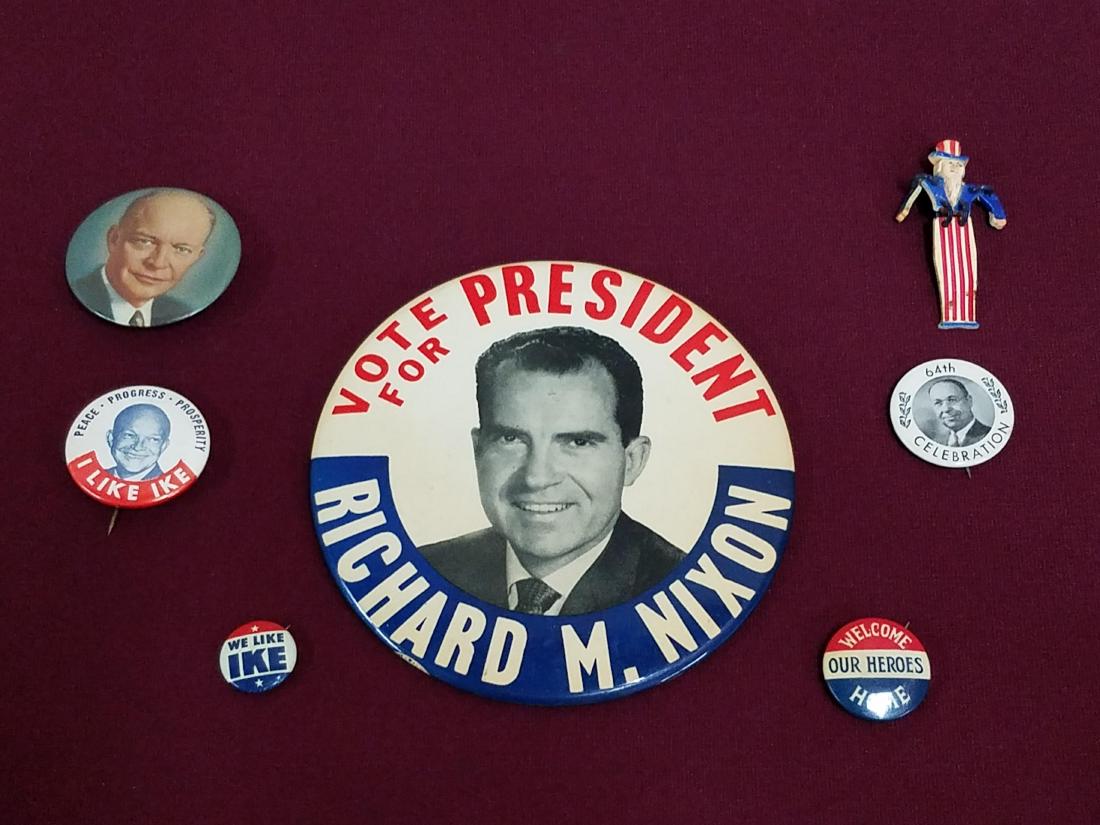 VOTE
FOR
PRESIDENT
RICHARD M. NIXON
PEACE · PROGRESS · PROSPERITY
I LIKE IKE
WE LIKE
IKE
64th
CELEBRATION
WELCOME
OUR HEROES
HOME